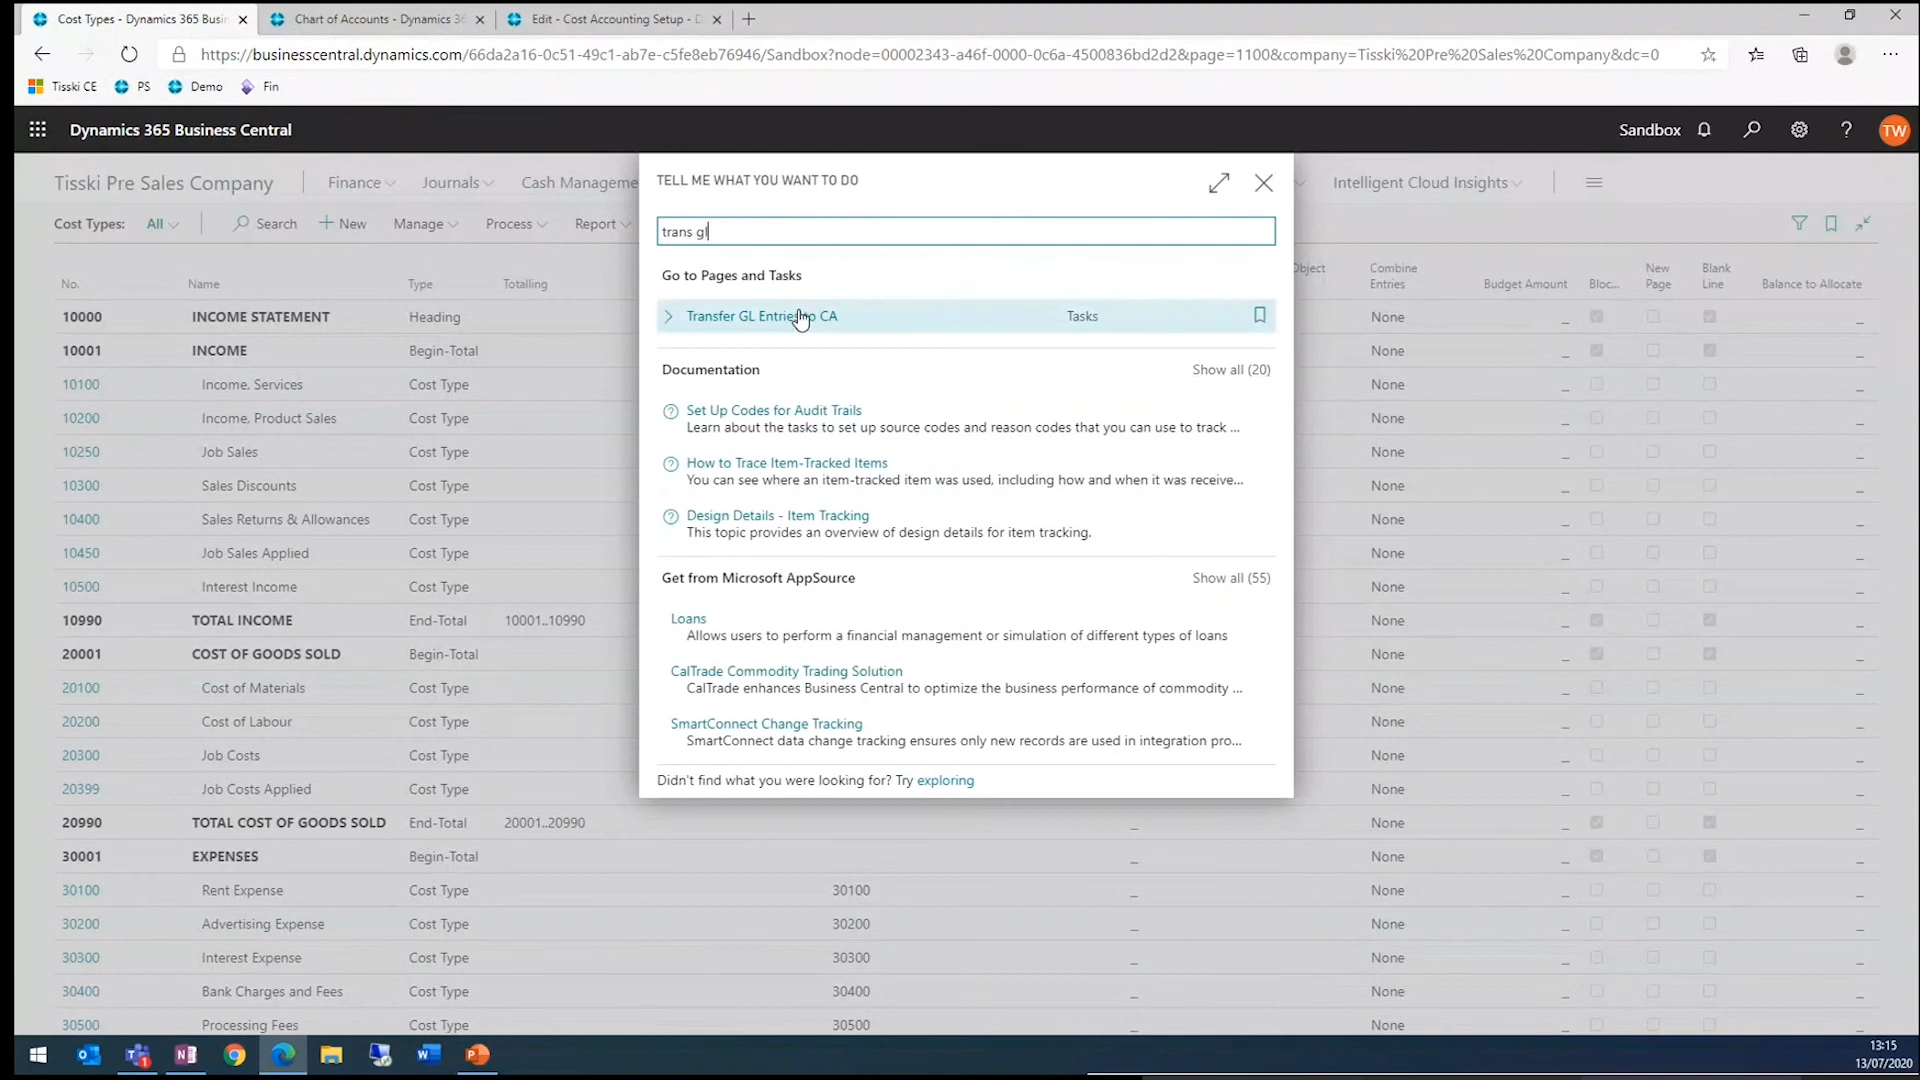 Cost Types - Dynamics 365 Busi
Chart of Accounts - Dynamics 36
Edit - Cost Accounting Setup - D
https://businesscentral.dynamics.com/66da2a16-0c51-49c1-ab7e-c5fe8eb76946/Sandbox?node=00002343-a46f-0000-0c6a-4500836bd2d2&page=1100&company=Tisski%20Pre%20Sales%20Company&dc=0
Tisski CE PS Demo Fin
Dynamics 365 Business Central
Sandbox ? TW
Tisski Pre Sales Company Finance Journals Cash Manageme Intelligent Cloud Insights
Cost Types: All Search + New Manage Process Report
TELL ME WHAT YOU WANT TO DO
trans gl
Go to Pages and Tasks
Transfer GL Entries to CA Tasks
Documentation Show all (20)
Set Up Codes for Audit Trails
Learn about the tasks to set up source codes and reason codes that you can use to track ...
How to Trace Item-Tracked Items
You can see where an item-tracked item was used, including how and when it was receive...
Design Details - Item Tracking
This topic provides an overview of design details for item tracking.
Get from Microsoft AppSource Show all (55)
Loans
Allows users to perform a financial management or simulation of different types of loans
CalTrade Commodity Trading Solution
CalTrade enhances Business Central to optimize the business performance of commodity ...
SmartConnect Change Tracking
SmartConnect data change tracking ensures only new records are used in integration pro...
Didn't find what you were looking for? Try exploring
No. Name Type Totalling Object Combine Entries Budget Amount Bloc... New Page Blank Line Balance to Allocate
10000 INCOME STATEMENT Heading None _ _
10001 INCOME Begin-Total None _ _
10100 Income, Services Cost Type None _ _
10200 Income, Product Sales Cost Type None _ _
10250 Job Sales Cost Type None _ _
10300 Sales Discounts Cost Type None _ _
10400 Sales Returns & Allowances Cost Type None _ _
10450 Job Sales Applied Cost Type None _ _
10500 Interest Income Cost Type None _ _
10990 TOTAL INCOME End-Total 10001..10990 None _ _
20001 COST OF GOODS SOLD Begin-Total None _ _
20100 Cost of Materials Cost Type None _ _
20200 Cost of Labour Cost Type None _ _
20300 Job Costs Cost Type None _ _
20399 Job Costs Applied Cost Type None _ _
20990 TOTAL COST OF GOODS SOLD End-Total 20001..20990 _ None _ _
30001 EXPENSES Begin-Total _ None _ _
30100 Rent Expense Cost Type 30100 _ None _ _
30200 Advertising Expense Cost Type 30200 _ None _ _
30300 Interest Expense Cost Type 30300 _ None _ _
30400 Bank Charges and Fees Cost Type 30400 _ None _ _
30500 Processing Fees Cost Type 30500 _ None _ _
13:15
13/07/2020